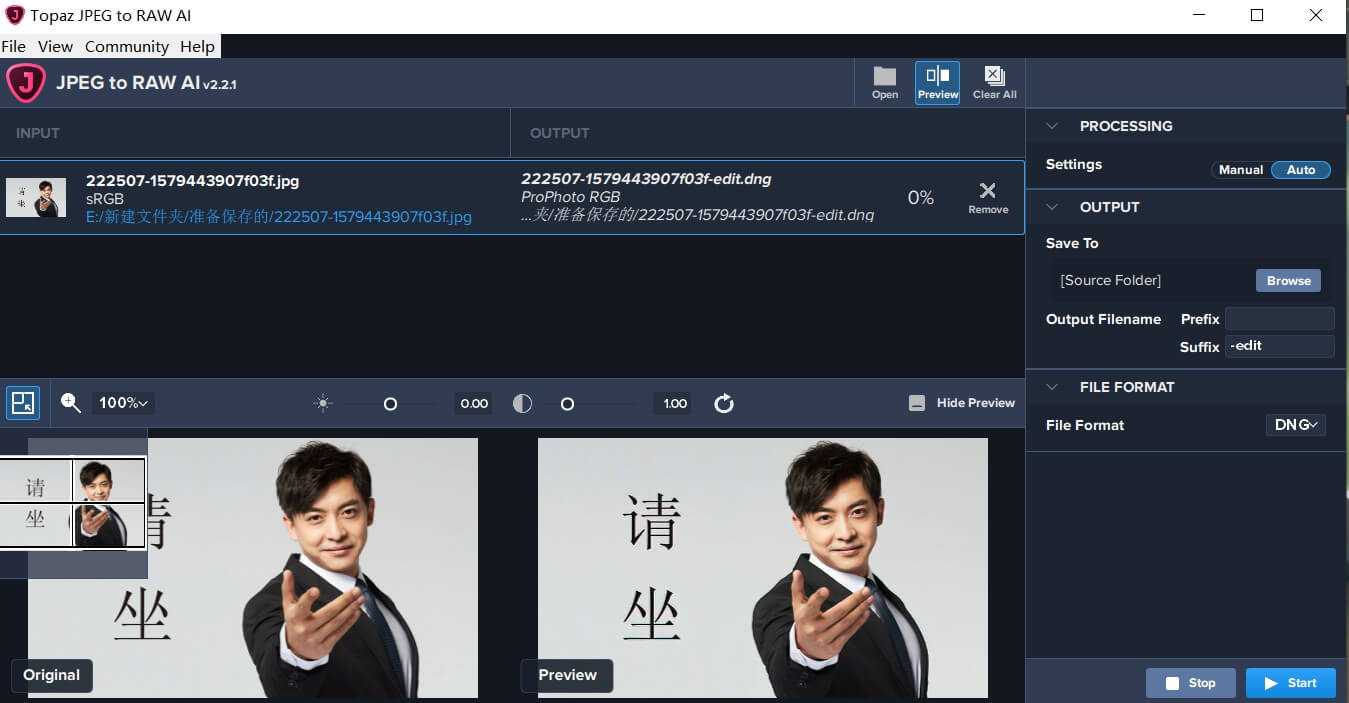 Topaz JPEG to RAW AI
File View Community Help
JPEG to RAW AI v2.2.1
Open Preview Clear All
INPUT OUTPUT
222507-1579443907f03f.jpg
sRGB
E:/新建文件夹/准备保存的/222507-1579443907f03f.jpg
222507-1579443907f03f-edit.dng
ProPhoto RGB
...夹/准备保存的/222507-1579443907f03f-edit.dng
0%
Remove
PROCESSING
Settings Manual Auto
OUTPUT
Save To
[Source Folder] Browse
Output Filename Prefix
Suffix -edit
FILE FORMAT
File Format DNG
100% 0.00 1.00 Hide Preview
请
坐
请
坐
Original
请
坐
Preview
Stop Start